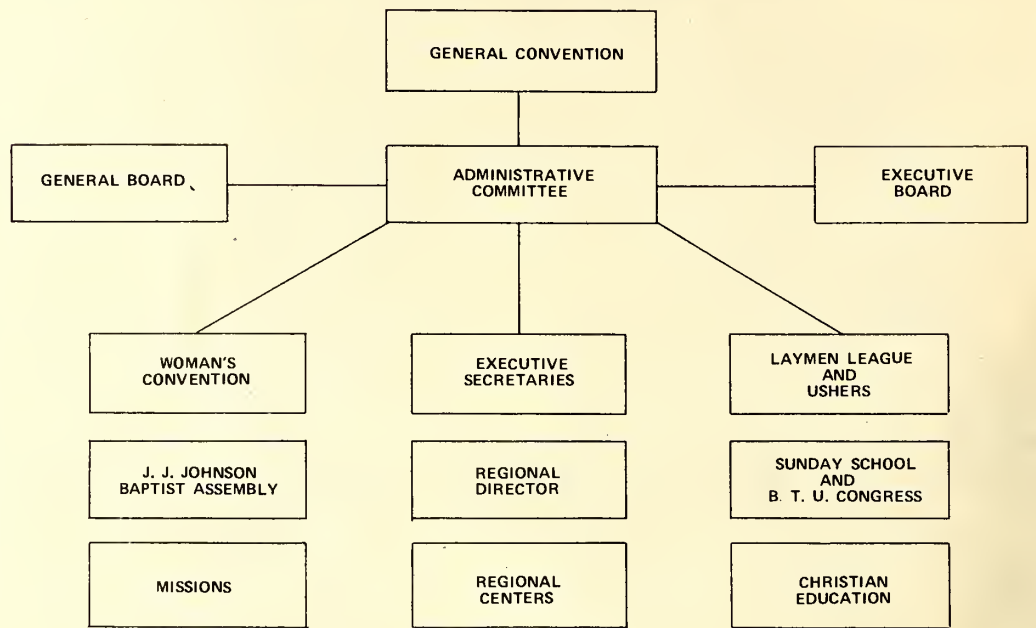 GENERAL CONVENTION
GENERAL BOARD
ADMINISTRATIVE
COMMITTEE
EXECUTIVE
BOARD
WOMAN'S
CONVENTION
EXECUTIVE
SECRETARIES
LAYMEN LEAGUE
AND
USHERS
J. J. JOHNSON
BAPTIST ASSEMBLY
REGIONAL
DIRECTOR
SUNDAY SCHOOL
AND
B. T. U. CONGRESS
MISSIONS
REGIONAL
CENTERS
CHRISTIAN
EDUCATION